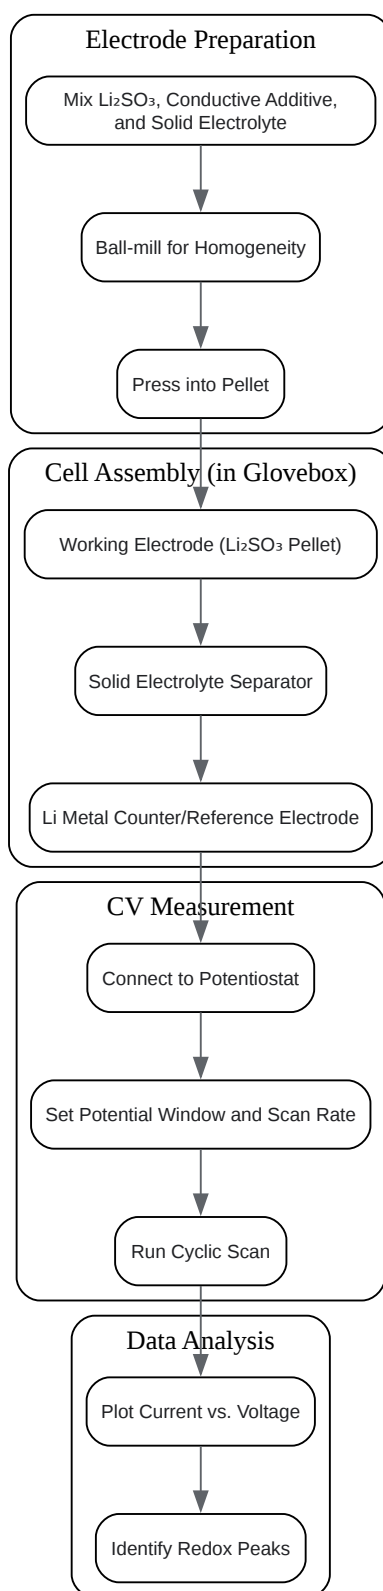 Electrode Preparation
Mix Li₂SO₃, Conductive Additive,
and Solid Electrolyte
Ball-mill for Homogeneity
Press into Pellet
Cell Assembly (in Glovebox)
Working Electrode (Li₂SO₃ Pellet)
Solid Electrolyte Separator
Li Metal Counter/Reference Electrode
CV Measurement
Connect to Potentiostat
Set Potential Window and Scan Rate
Run Cyclic Scan
Data Analysis
Plot Current vs. Voltage
Identify Redox Peaks